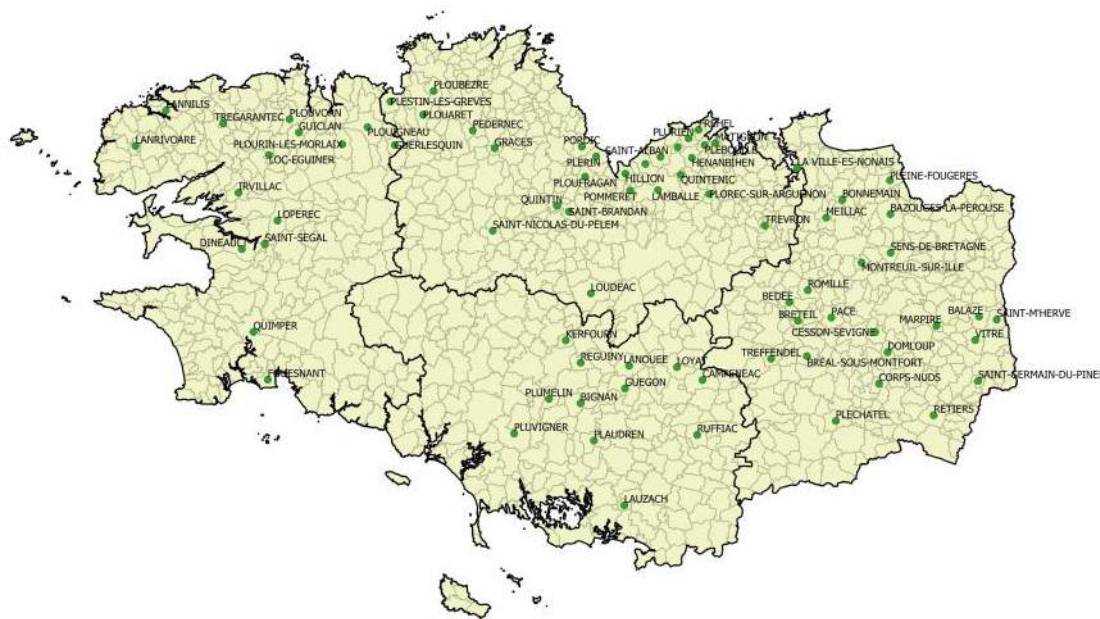 PLOUBEZRE
LANNILIS
PLESTIN-LES-GREVES
TREGARANTEC
PLOUVORN
PLOUARET
GUICLAN
PLOUIGNEAU
PEDERNEC
LANRIVOARE
PLOURIN-LES-MORLAIX
GUERLESQUIN
GRACES
LOC-EGUINER
PORDIC
SAINT-ALBAN
PLURIEN
FREHEL
MATIGNON
PLEBOULLE
PLERIN
HENANBIHEN
LA VILLE-ES-NONAIS
PLOUFRAGAN
HILLION
QUINTENIC
PLEINE-FOUGERES
IRVILLAC
POMMERET
LAMBALLE
PLOREC-SUR-ARGUENON
BONNEMAIN
QUINTIN
SAINT-BRANDAN
MEILLAC
BAZOUGES-LA-PEROUSE
LOPEREC
SAINT-NICOLAS-DU-PELEM
TREVRON
DINEAULT
SAINT-SEGAL
SENS-DE-BRETAGNE
MONTREUIL-SUR-ILLE
LOUDEAC
ROMILLE
BEDEE
BRETEIL
PACE
BALAZE
SAINT-M'HERVE
MARPIRE
QUIMPER
CESSON-SEVIGNE
KERFOURN
VITRE
DOMLOUP
REGUINY
LANOUEE
LOYAT
TREFFENDEL
BREAL-SOUS-MONTFORT
FOUESNANT
CAMPENEAC
GUEGON
CORPS-NUDS
SAINT-GERMAIN-DU-PINEL
PLUMELIN
BIGNAN
PLECHATEL
RETIERS
PLUVIGNER
PLAUDREN
RUFFIAC
LAUZACH